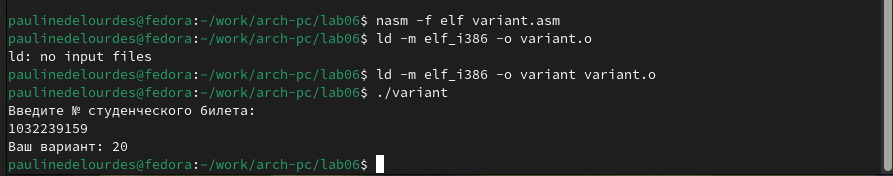 paulinedelourdes@fedora:~/work/arch-pc/lab06$ nasm -f elf variant.asm
paulinedelourdes@fedora:~/work/arch-pc/lab06$ ld -m elf_i386 -o variant.o
ld: no input files
paulinedelourdes@fedora:~/work/arch-pc/lab06$ ld -m elf_i386 -o variant variant.o
paulinedelourdes@fedora:~/work/arch-pc/lab06$ ./variant
Введите № студенческого билета:
1032239159
Ваш вариант: 20
paulinedelourdes@fedora:~/work/arch-pc/lab06$